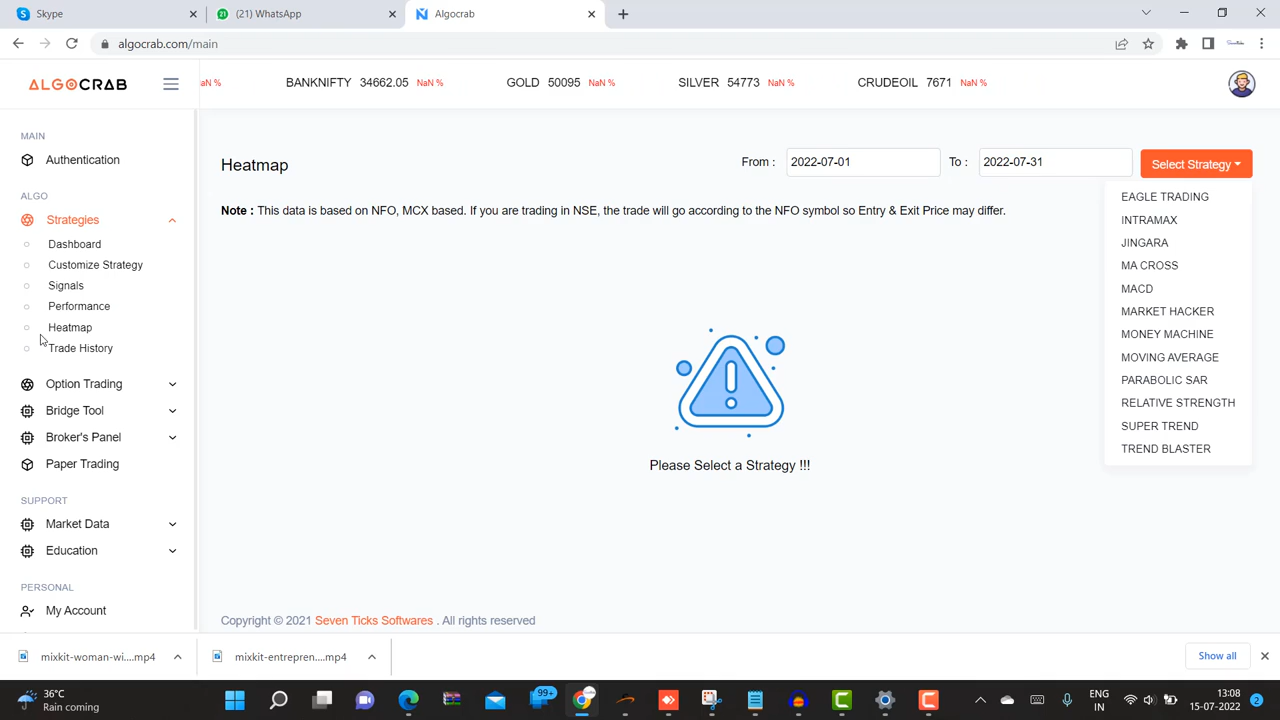 Skype
(21) WhatsApp
Algocrab
algocrab.com/main
ALGOCRAB
aN %
BANKNIFTY 34662.05 NaN %
GOLD 50095 NaN %
SILVER 54773 NaN %
CRUDEOIL 7671 NaN %
MAIN
Authentication
ALGO
Strategies
Dashboard
Customize Strategy
Signals
Performance
Heatmap
Trade History
Option Trading
Bridge Tool
Broker's Panel
Paper Trading
SUPPORT
Market Data
Education
PERSONAL
My Account
Heatmap
From : 2022-07-01 To : 2022-07-31
Select Strategy
Note : This data is based on NFO, MCX based. If you are trading in NSE, the trade will go according to the NFO symbol so Entry & Exit Price may differ.
EAGLE TRADING
INTRAMAX
JINGARA
MA CROSS
MACD
MARKET HACKER
MONEY MACHINE
MOVING AVERAGE
PARABOLIC SAR
RELATIVE STRENGTH
SUPER TREND
TREND BLASTER
Please Select a Strategy !!!
Copyright © 2021 Seven Ticks Softwares . All rights reserved
mixkit-woman-wi....mp4
mixkit-entrepren....mp4
Show all
36°C
Rain coming
99+
ENG
IN
13:08
15-07-2022
2